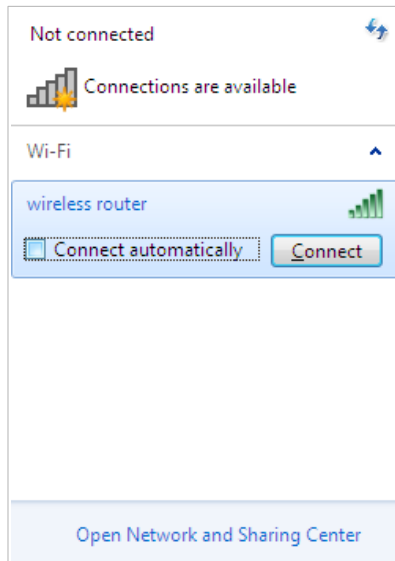 Not connected
Connections are available
Wi-Fi
wireless router
Connect automatically
Connect
Open Network and Sharing Center